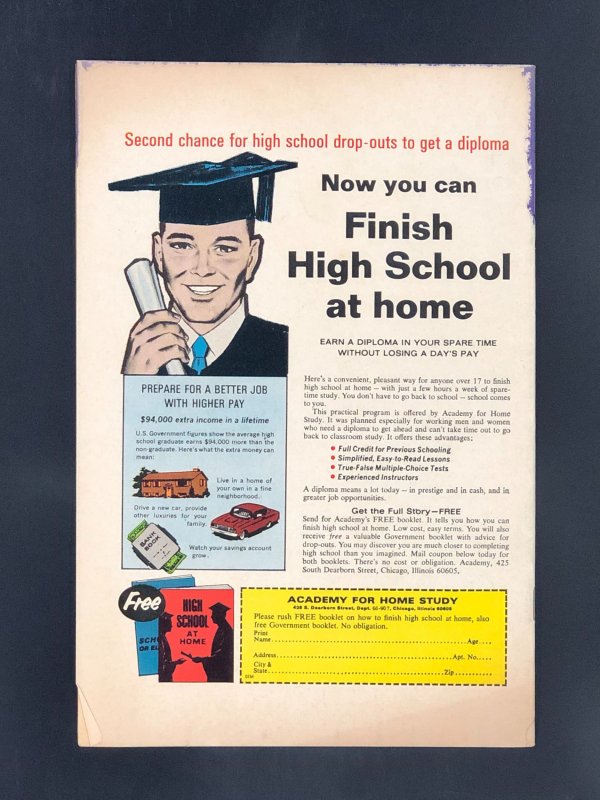 Second chance for high school drop-outs to get a diploma
Now you can
Finish
High School
at home
EARN A DIPLOMA IN YOUR SPARE TIME
WITHOUT LOSING A DAY'S PAY
PREPARE FOR A BETTER JOB
WITH HIGHER PAY
$94,000 extra income in a lifetime
U.S. Government figures show the average high
school graduate earns $94,000 more than the
non-graduate. Here's what the extra money can
mean:
Live in a home of
your own in a fine
neighborhood.
Drive a new car, provide
other luxuries for your
family.
BANK
BOOK
Watch your savings account
grow.
Here's a convenient, pleasant way for anyone over 17 to finish
high school at home – with just a few hours a week of spare-
time study. You don't have to go back to school – school comes
to you.
This practical program is offered by Academy for Home
Study. It was planned especially for working men and women
who need a diploma to get ahead and can't take time out to go
back to classroom study. It offers these advantages:
Full Credit for Previous Schooling
Simplified, Easy-to-Read Lessons
True-False Multiple-Choice Tests
Experienced Instructors
A diploma means a lot today – in prestige and in cash, and in
greater job opportunities.
Get the Full Story—FREE
Send for Academy's FREE booklet. It tells you how you can
finish high school at home. Low cost, easy terms. You will also
receive free a valuable Government booklet with advice for
drop-outs. You may discover you are much closer to completing
high school than you imagined. Mail coupon below today for
both booklets. There's no cost or obligation. Academy, 425
South Dearborn Street, Chicago, Illinois 60605.
Free
SCHO
OR EL
HIGH
SCHOOL
AT
HOME
ACADEMY FOR HOME STUDY
S. Dearborn Street, Dept. Chicago, Illinois 60605
Please rush FREE booklet on how to finish high school at home, also
free Government booklet. No obligation.
Print
Name Age
Address Apt. No.
City &
State Zip